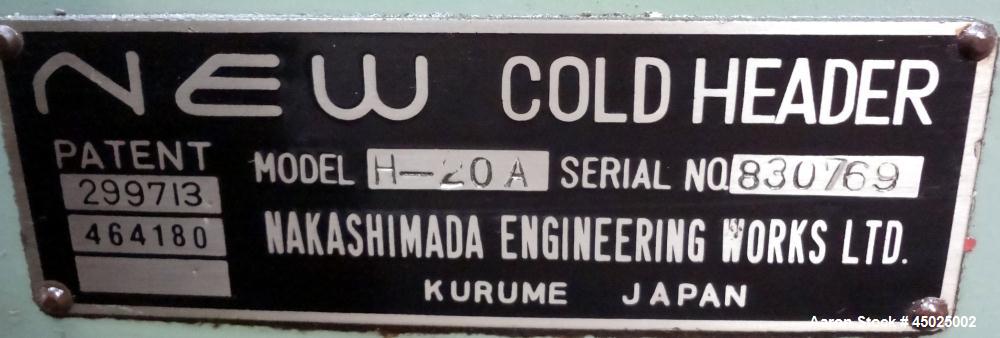 NEW COLD HEADER
PATENT
299713
464180
MODEL H-20A SERIAL NO. 830769
NAKASHIMADA ENGINEERING WORKS LTD.
KURUME JAPAN
Aaron Stock # 45025002